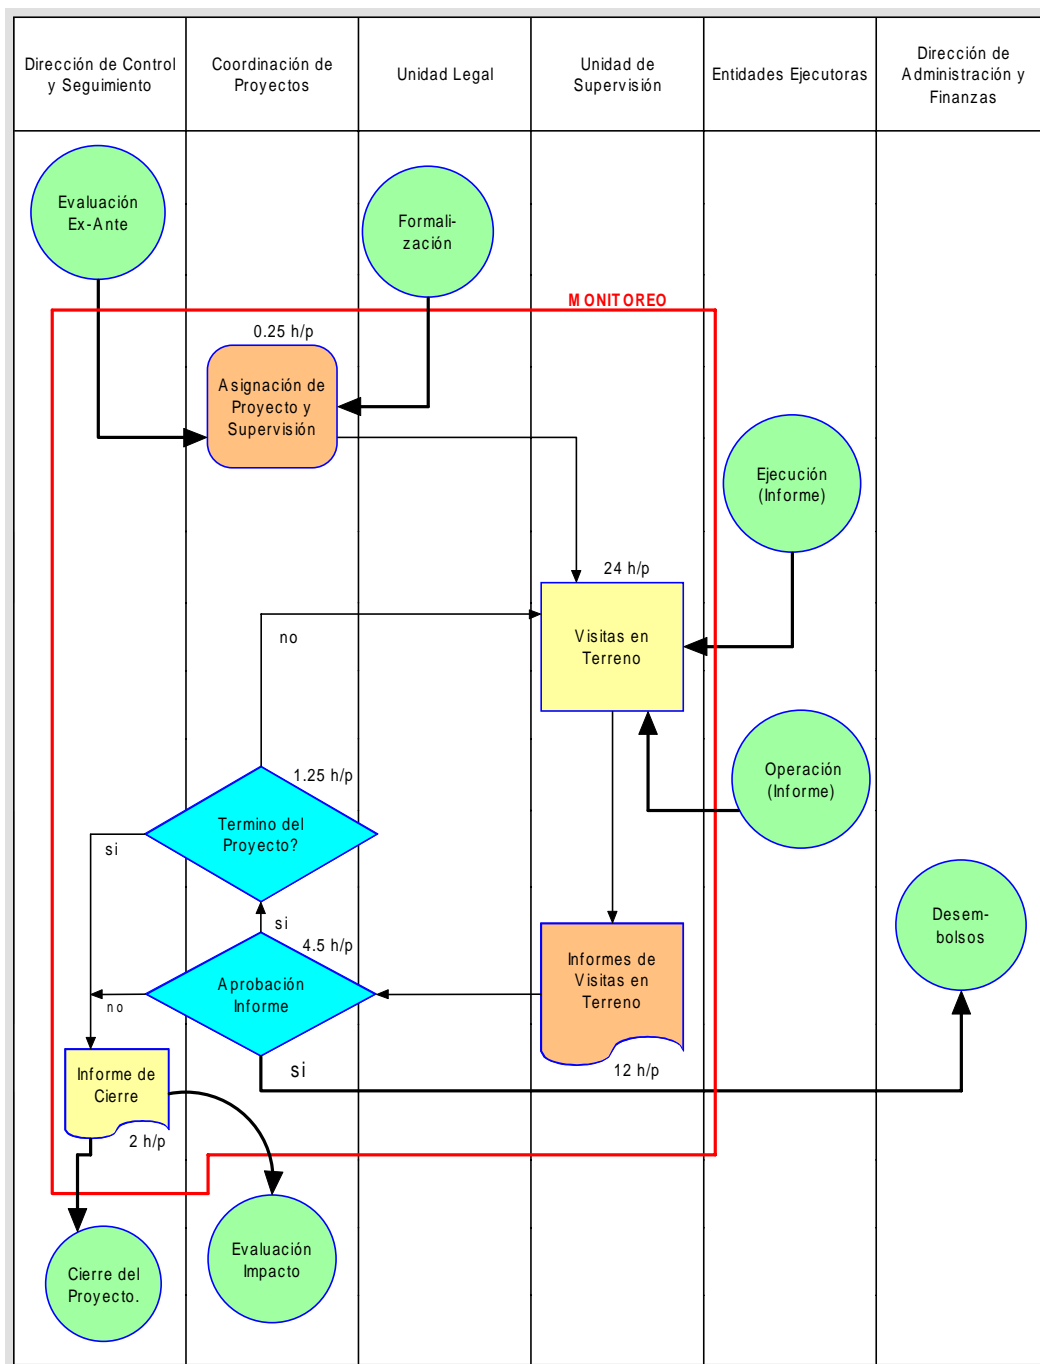 Dirección de Control
y Seguimiento
Coordinación de
Proyectos
Unidad Legal
Unidad de
Supervisión
Entidades Ejecutoras
Dirección de
Administración y
Finanzas
Evaluación
Ex-Ante
Formali-
zación
MONITOREO
0.25 h/p
Asignación de
Proyecto y
Supervisión
Ejecución
(Informe)
24 h/p
Visitas en
Terreno
no
Operación
(Informe)
1.25 h/p
Termino del
Proyecto?
si
si
4.5 h/p
Aprobación
Informe
no
Informes de
Visitas en
Terreno
12 h/p
Desem-
bolsos
si
Informe de
Cierre
2 h/p
Evaluación
Impacto
Cierre del
Proyecto.